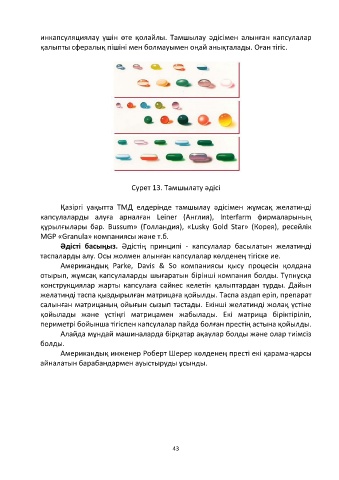 инкапсуляциялау үшін өте қолайлы. Тамшылау әдісімен алынған капсулалар
қалыпты сфералық пішіні мен болмауымен оңай анықталады. Оған тігіс.
Сурет 13. Тамшылату әдісі
Қазіргі уақытта ТМД елдерінде тамшылау әдісімен жұмсақ желатинді
капсулаларды алуға арналған Leiner (Англия), Interfarm фирмаларының
құрылғылары бар. Bussum» (Голландия), «Lusky Gold Star» (Корея), ресейлік
MGP «Granula» компаниясы және т.б.
Әдісті басыңыз. Әдістің принципі - капсулалар басылатын желатинді
таспаларды алу. Осы жолмен алынған капсулалар көлденең тігіске ие.
Американдық Parke, Davis & So компаниясы қысу процесін қолдана
отырып, жұмсақ капсулаларды шығаратын бірінші компания болды. Түпнұсқа
конструкциялар жарты капсулаға сәйкес келетін қалыптардан тұрды. Дайын
желатинді таспа қыздырылған матрицаға қойылды. Таспа аздап еріп, препарат
салынған матрицаның ойығын сызып тастады. Екінші желатинді жолақ үстіне
қойылады және үстіңгі матрицамен жабылады. Екі матрица біріктіріліп,
периметрі бойынша тігіспен капсулалар пайда болған престің астына қойылды.
Алайда мұндай машиналарда бірқатар ақаулар болды және олар тиімсіз
болды.
Американдық инженер Роберт Шерер көлденең престі екі қарама-қарсы
айналатын барабандармен ауыстыруды ұсынды.
43